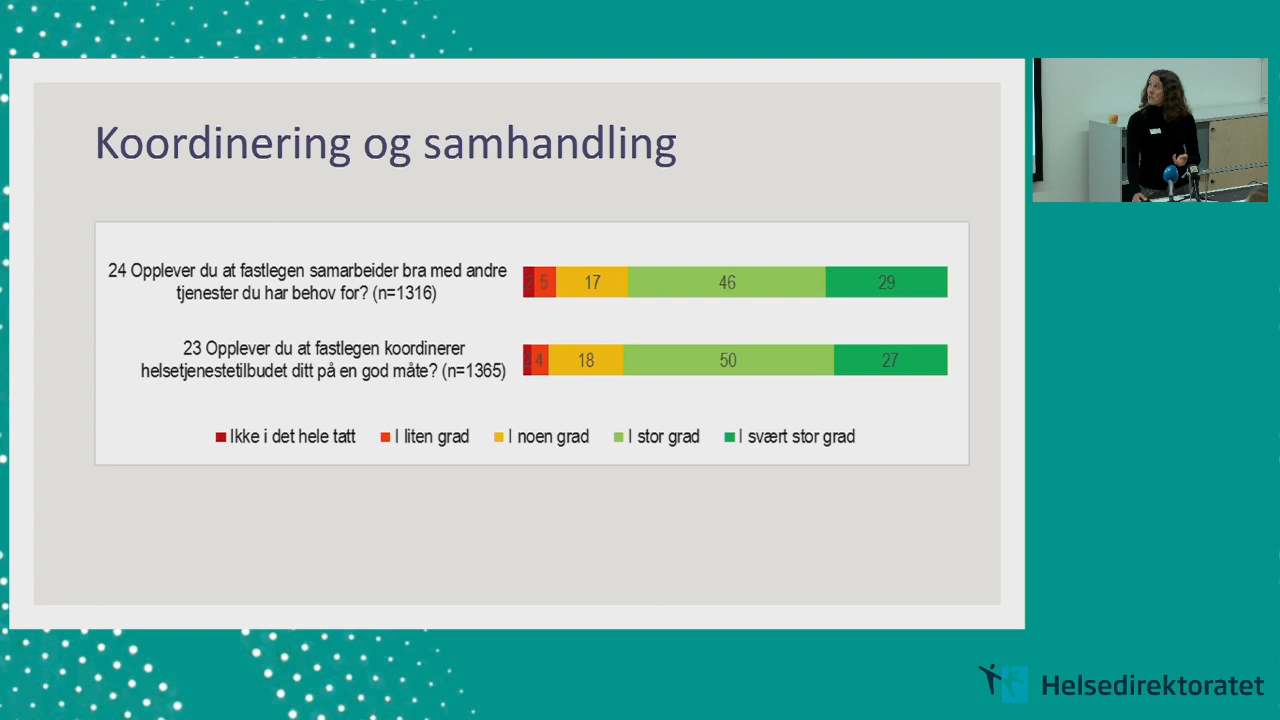 Koordinering og samhandling
24 Opplever du at fastlegen samarbeider bra med andre
tjenester du har behov for? (n=1316)
5 17 46 29
23 Opplever du at fastlegen koordinerer
helsetjenestetilbudet ditt på en god måte? (n=1365)
4 18 50 27
Ikke i det hele tatt I liten grad I noen grad I stor grad I svært stor grad
Helsedirektoratet